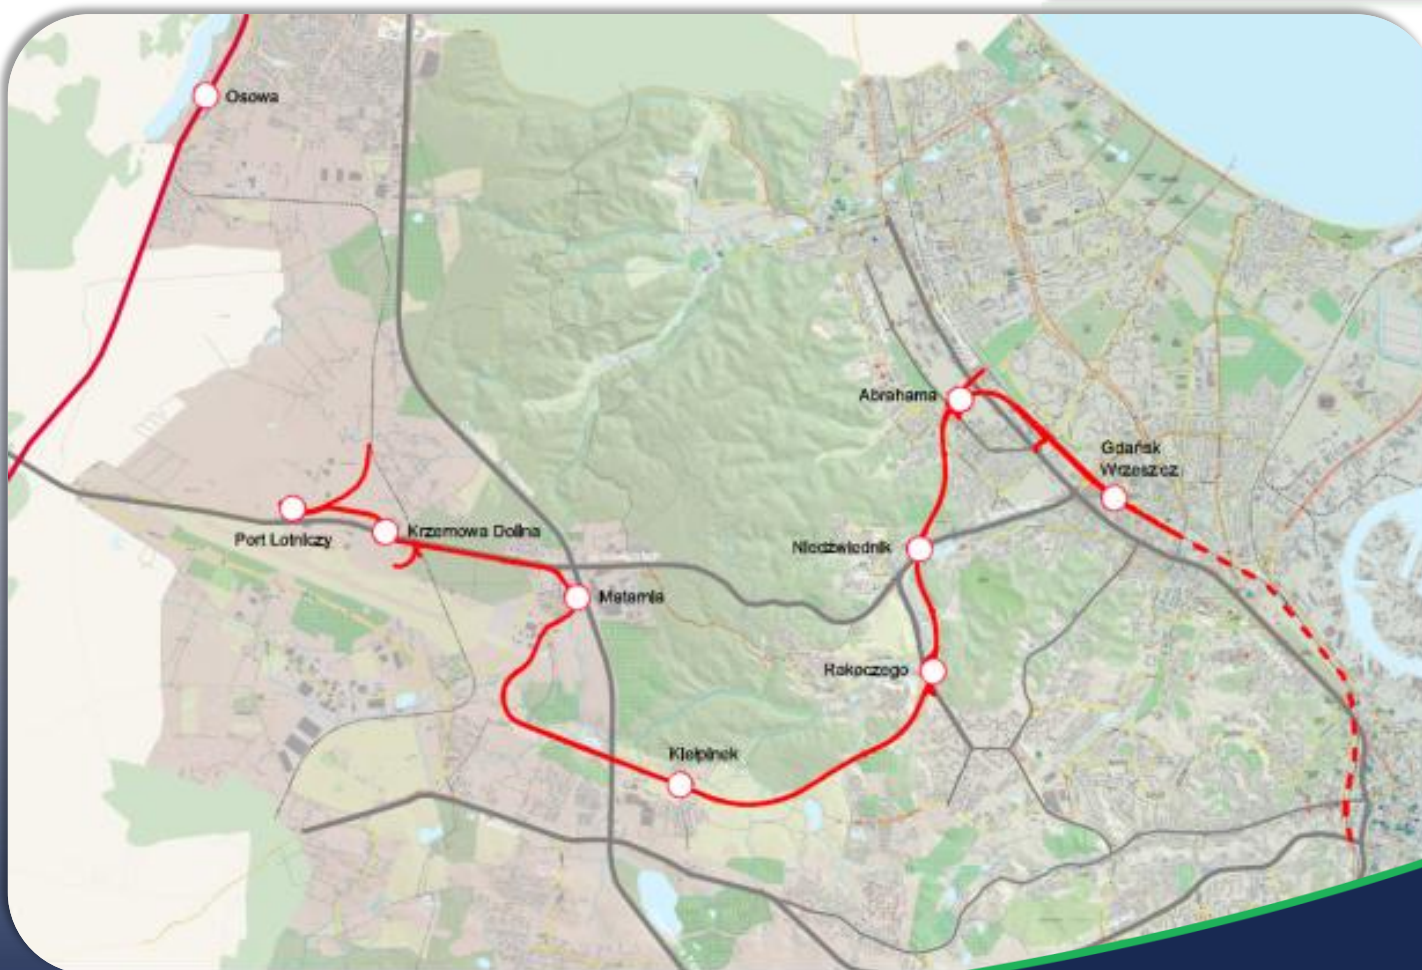 Osowa
Abrahama
Gdańsk
Wrzeszcz
Port Lotniczy
Krzemowa Dolina
Niedźwiednik
Matarnia
Rakoczego
Kiełpinek